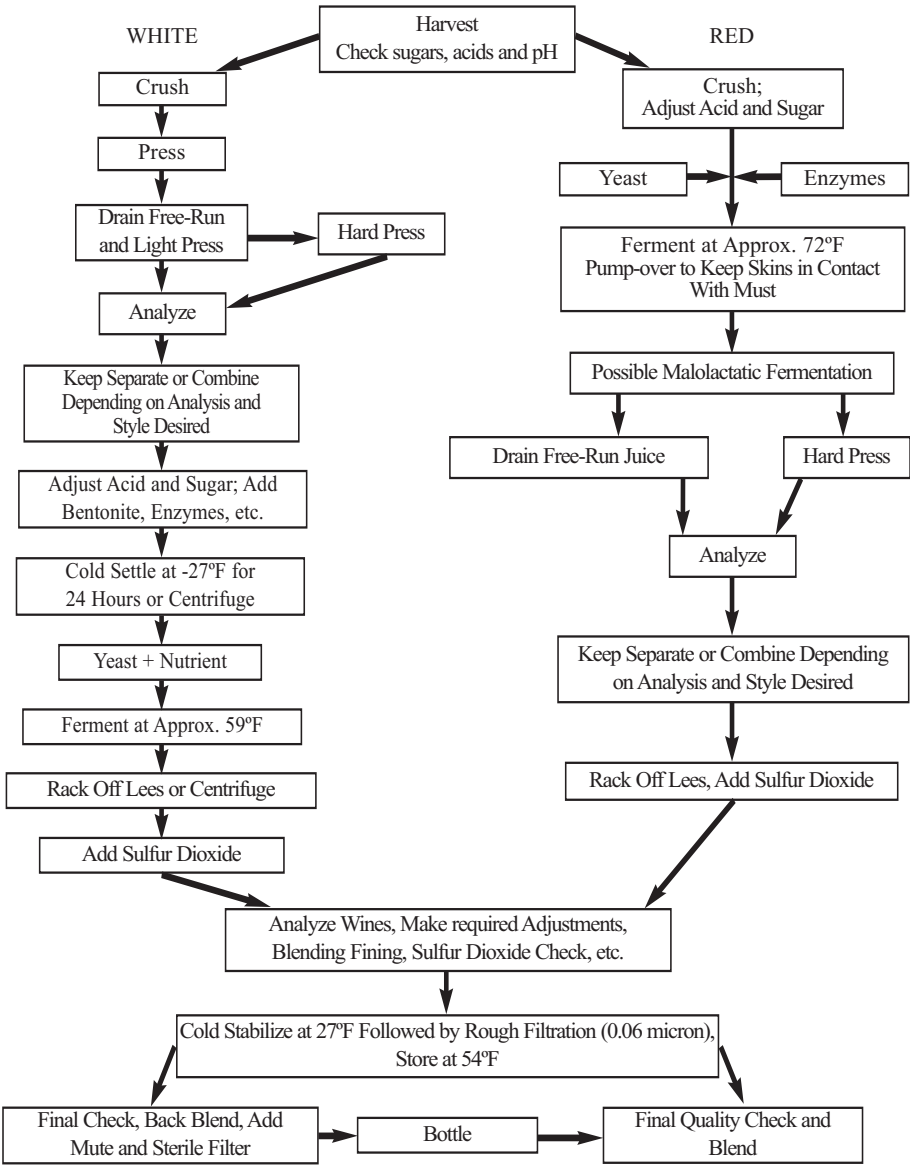 WHITE
Harvest
Check sugars, acids and pH
RED
Crush
Press
Drain Free-Run
and Light Press
Hard Press
Analyze
Keep Separate or Combine
Depending on Analysis and
Style Desired
Adjust Acid and Sugar; Add
Bentonite, Enzymes, etc.
Cold Settle at -27ºF for
24 Hours or Centrifuge
Yeast + Nutrient
Ferment at Approx. 59ºF
Rack Off Lees or Centrifuge
Add Sulfur Dioxide
Crush;
Adjust Acid and Sugar
Yeast
Enzymes
Ferment at Approx. 72ºF
Pump-over to Keep Skins in Contact
With Must
Possible Malolactatic Fermentation
Drain Free-Run Juice
Hard Press
Analyze
Keep Separate or Combine Depending
on Analysis and Style Desired
Rack Off Lees, Add Sulfur Dioxide
Analyze Wines, Make required Adjustments,
Blending Fining, Sulfur Dioxide Check, etc.
Cold Stabilize at 27ºF Followed by Rough Filtration (0.06 micron),
Store at 54ºF
Final Check, Back Blend, Add
Mute and Sterile Filter
Bottle
Final Quality Check and
Blend